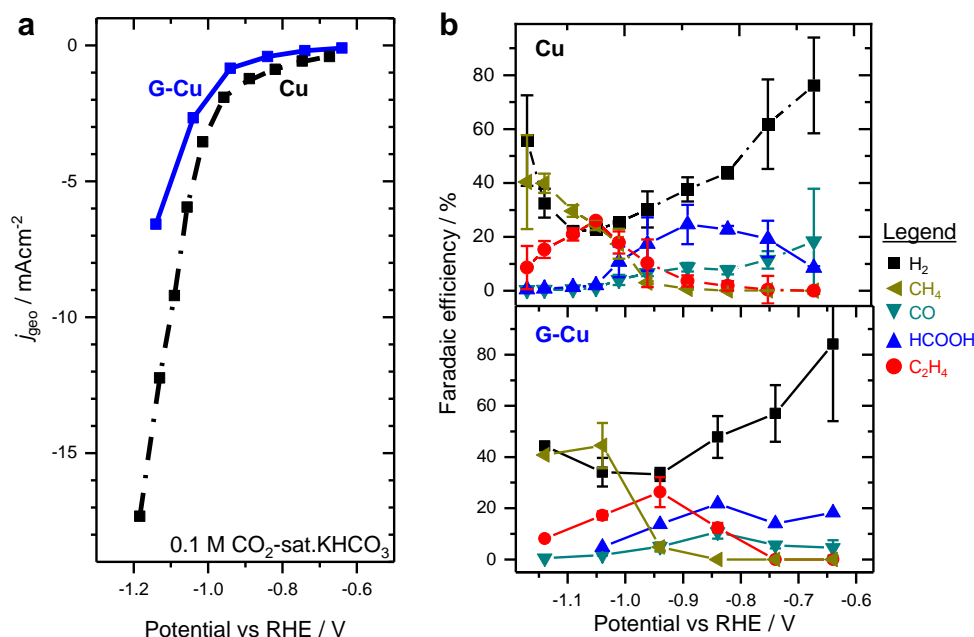 a
0
-5
-10
-15
j_geo / mAcm⁻²
G-Cu
Cu
0.1 M CO₂-sat.KHCO₃
-1.2
-1.0
-0.8
-0.6
Potential vs RHE / V
b
Cu
80
60
40
20
0
G-Cu
80
60
40
20
0
Faradaic efficiency / %
-1.1
-1.0
-0.9
-0.8
-0.7
-0.6
Potential vs RHE / V
Legend
H₂
CH₄
CO
HCOOH
C₂H₄